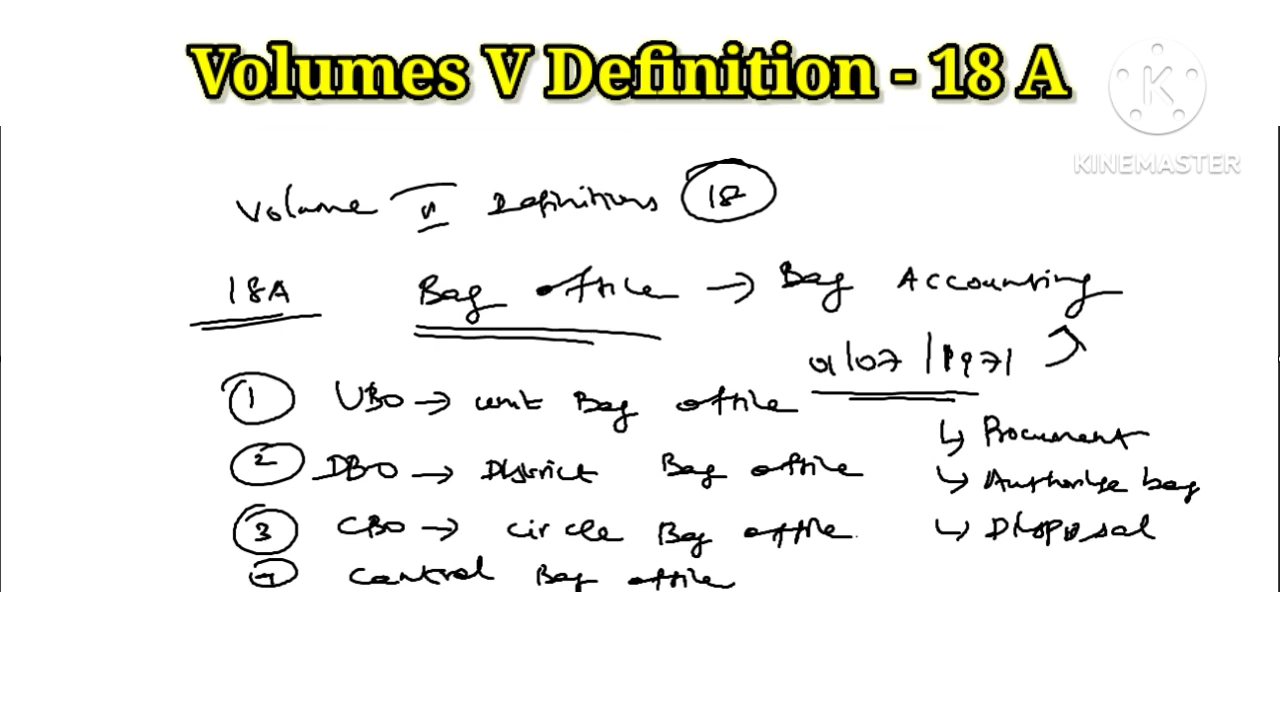 Volumes V Definition - 18 A
K
KINEMASTER
Volume V Definitions 18
18A Bag office → Bag Accounting
01/07/1971
1 UBO → unit Bag office
↳ Procument
2 DBO → District Bag office
↳ Authorise bag
3 CBO → circle Bag office
↳ Disposal
4 Central Bag office